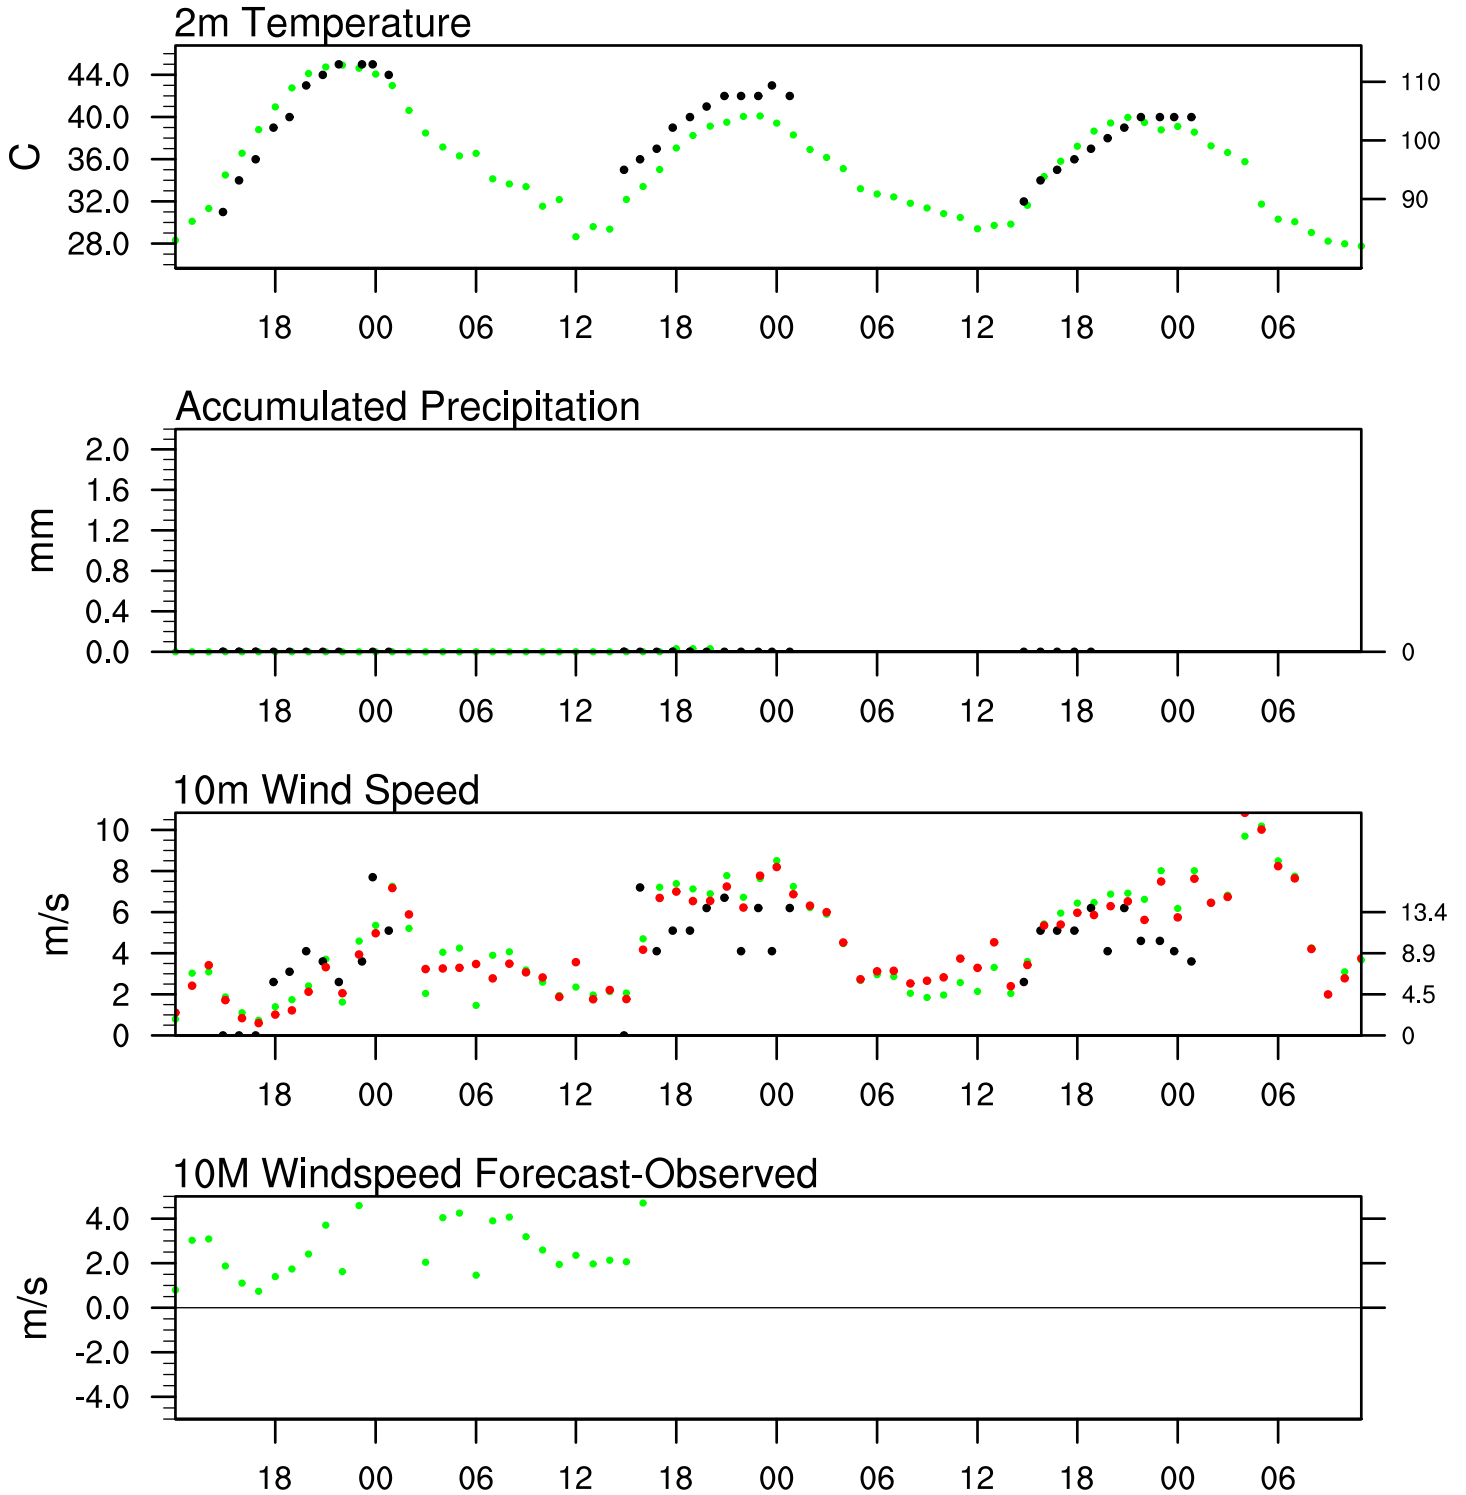 2m Temperature
44.0
40.0
36.0
32.0
28.0
C
110
100
90
18 00 06 12 18 00 06 12 18 00 06
Accumulated Precipitation
2.0
1.6
1.2
0.8
0.4
0.0
mm
0
18 00 06 12 18 00 06 12 18 00 06
10m Wind Speed
10
8
6
4
2
0
m/s
13.4
8.9
4.5
0
18 00 06 12 18 00 06 12 18 00 06
10M Windspeed Forecast-Observed
4.0
2.0
0.0
-2.0
-4.0
m/s
18 00 06 12 18 00 06 12 18 00 06